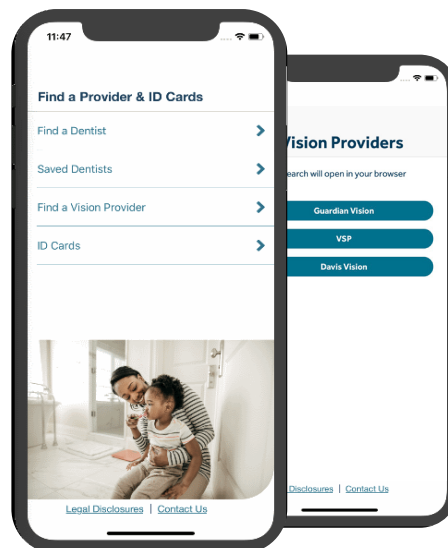 11:47
Find a Provider & ID Cards
Find a Dentist
Saved Dentists
Find a Vision Provider
ID Cards
Legal Disclosures | Contact Us
Vision Providers
earch will open in your browser
Guardian Vision
VSP
Davis Vision
Disclosures | Contact Us